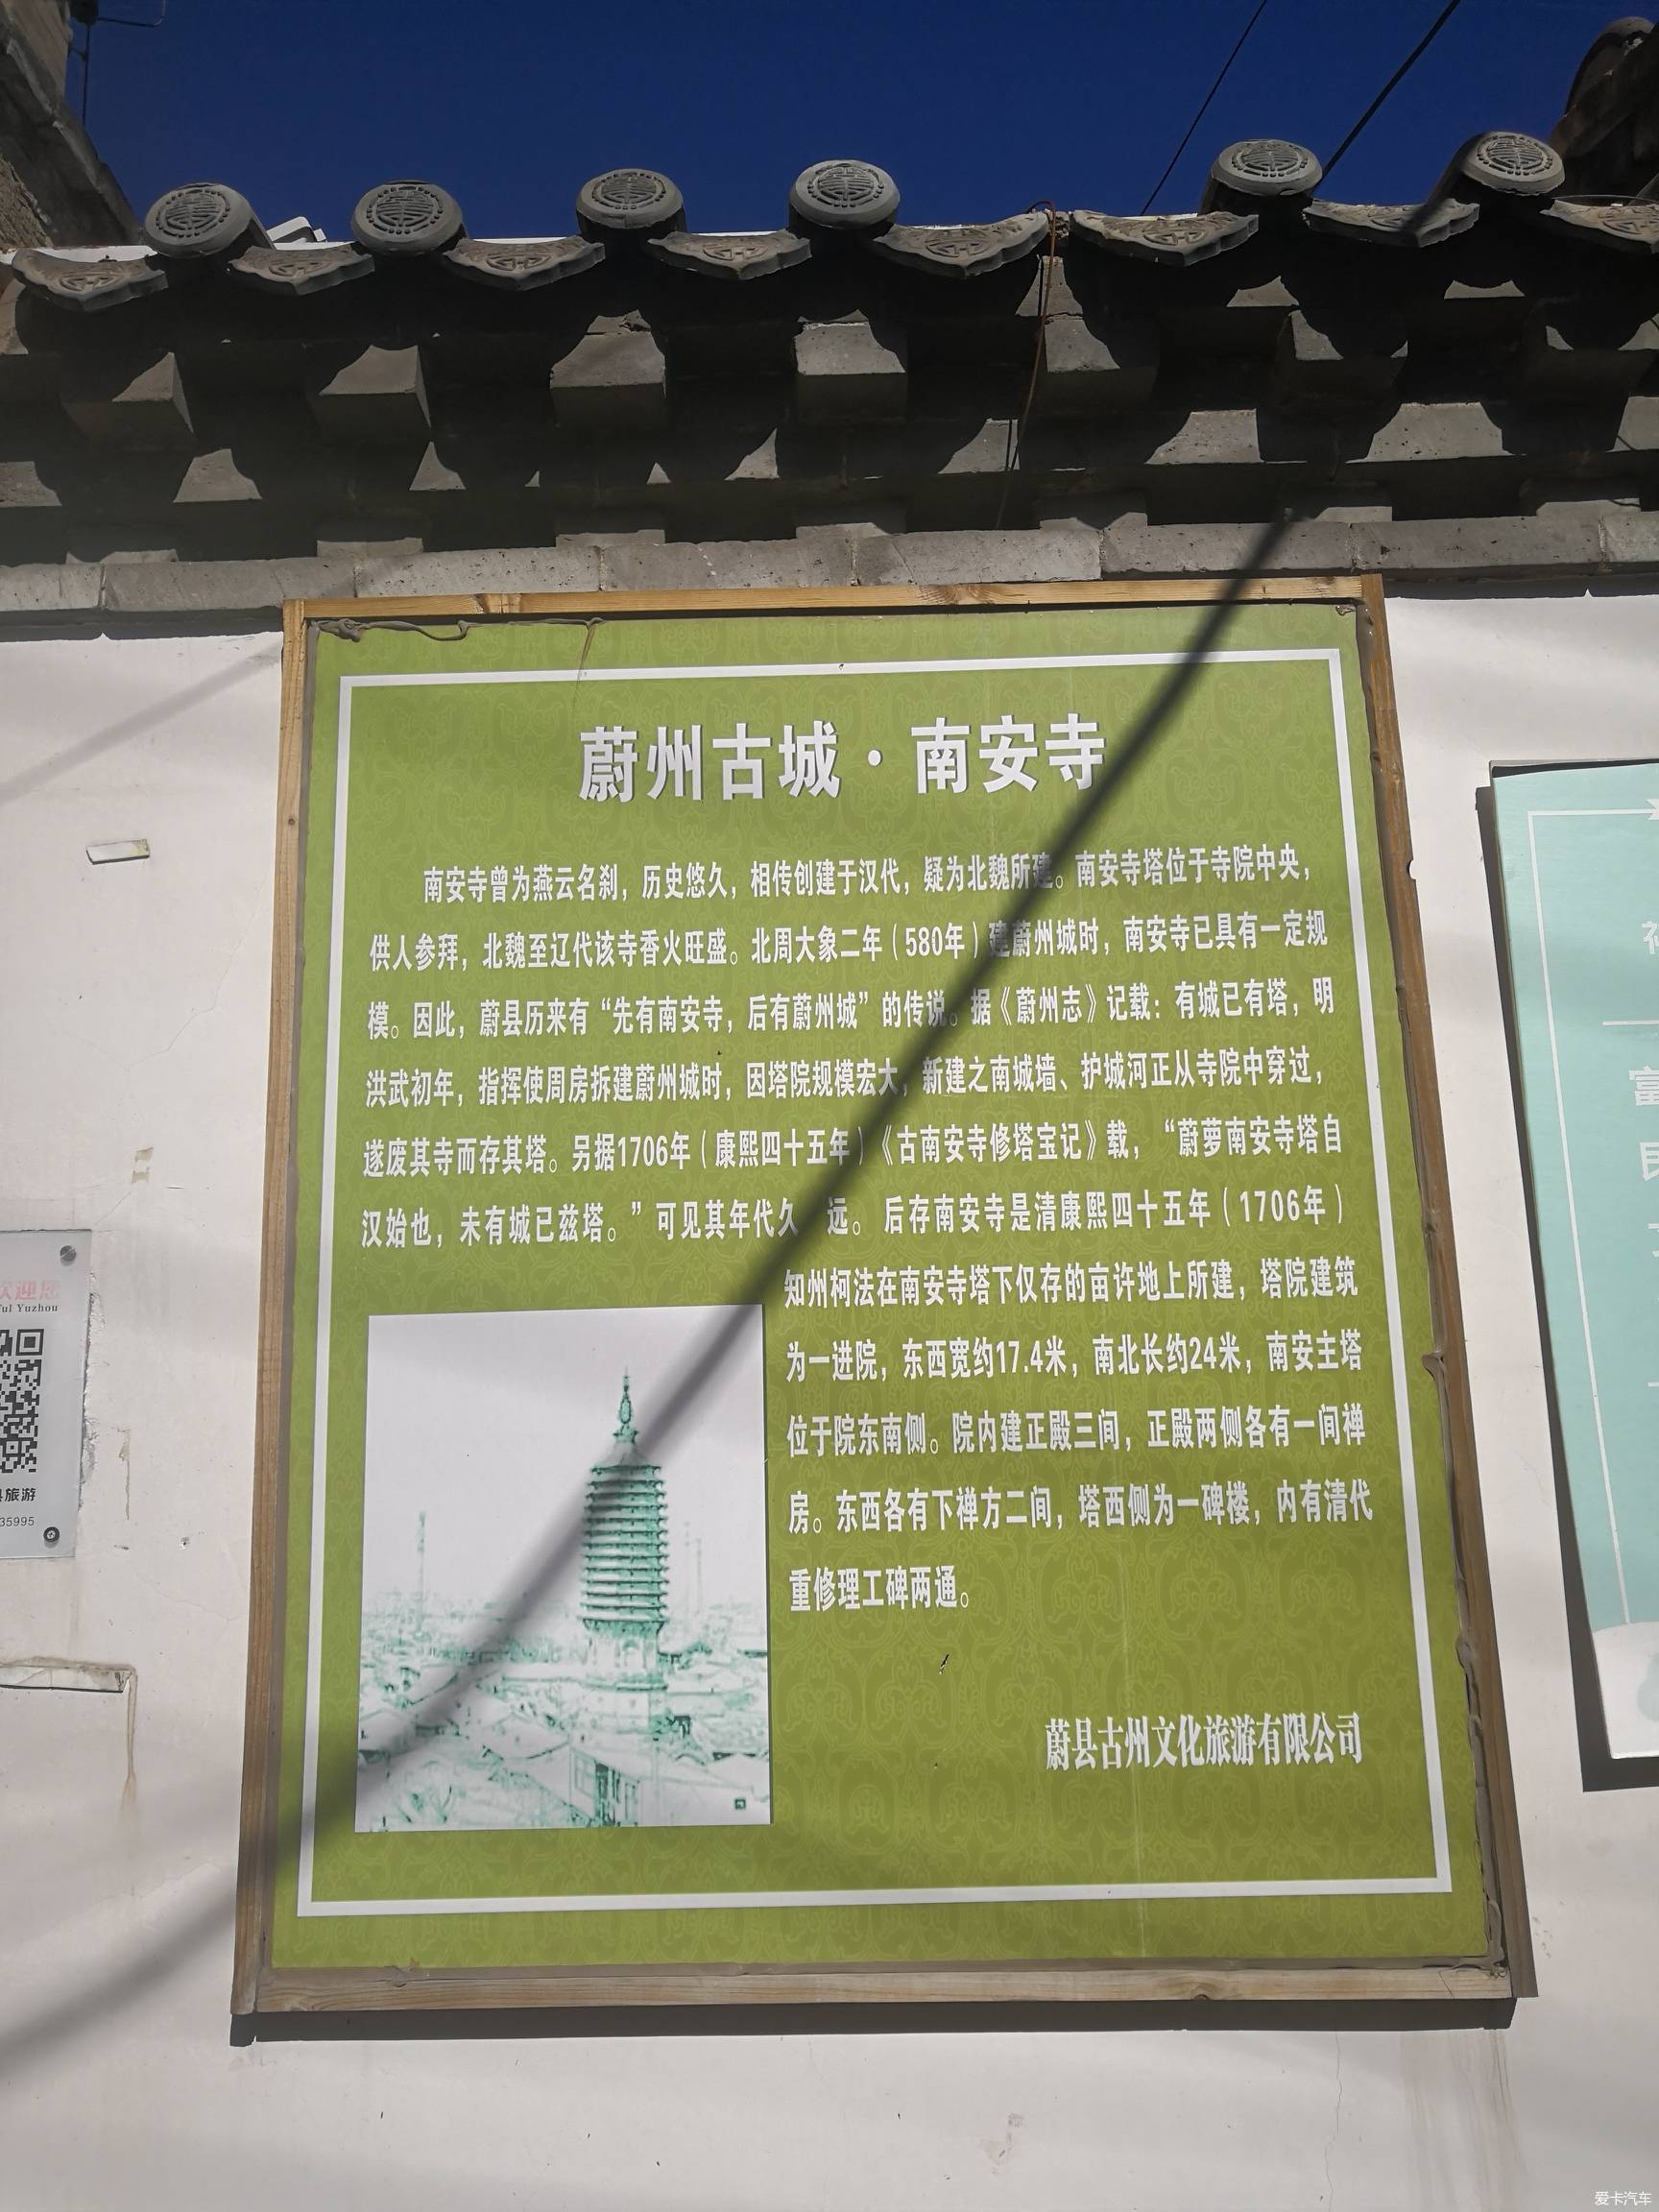 蔚州古城·南安寺
南安寺曾为燕云名刹，历史悠久，相传创建于汉代，疑为北魏所建。南安寺塔位于寺院中央，
供人参拜，北魏至辽代该寺香火旺盛。北周大象二年（580年）建蔚州城时，南安寺已具有一定规
模。因此，蔚县历来有“先有南安寺，后有蔚州城”的传说。据《蔚州志》记载：有城已有塔，明
洪武初年，指挥使周房拆建蔚州城时，因塔院规模宏大，新建之南城墙、护城河正从寺院中穿过，
遂废其寺而存其塔。另据1706年（康熙四十五年）《古南安寺修塔宝记》载，“蔚萝南安寺塔自
汉始也，未有城已兹塔。”可见其年代久 远。后存南安寺是清康熙四十五年（1706年）
知州柯法在南安寺塔下仅存的亩许地上所建，塔院建筑
为一进院，东西宽约17.4米，南北长约24米，南安主塔
位于院东南侧。院内建正殿三间，正殿两侧各有一间禅
房。东西各有下禅方二间，塔西侧为一碑楼，内有清代
重修理工碑两通。
蔚县古州文化旅游有限公司
欢迎您
ful Yuzhou
旅游
35995
富
爱卡汽车